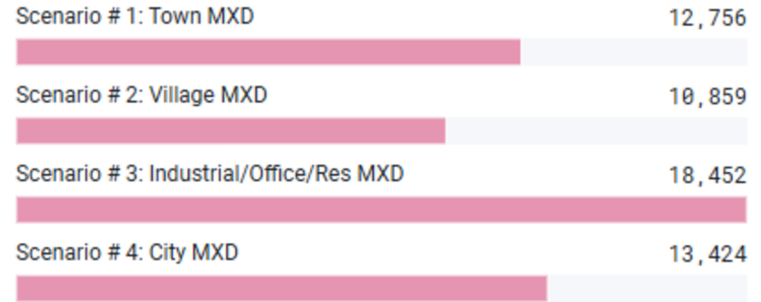 Scenario # 1: Town MXD 12,756
Scenario # 2: Village MXD 10,859
Scenario # 3: Industrial/Office/Res MXD 18,452
Scenario # 4: City MXD 13,424